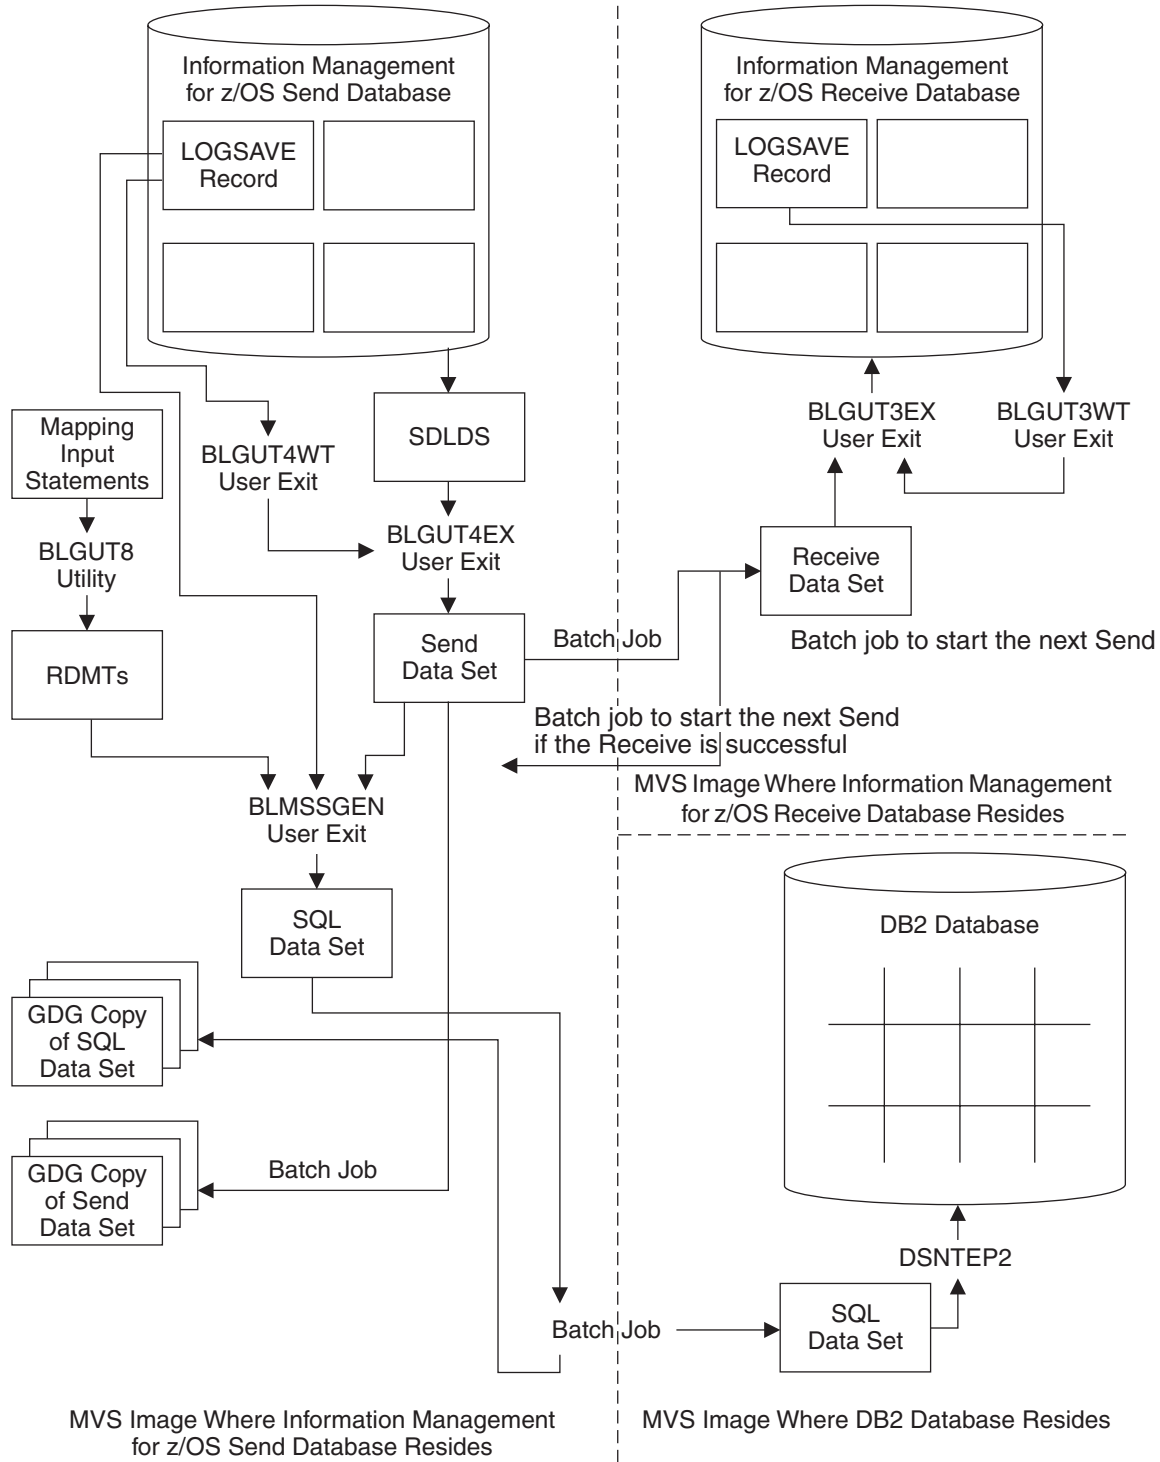 Information Management
for z/OS Send Database
LOGSAVE
Record
Information Management
for z/OS Receive Database
LOGSAVE
Record
Mapping
Input
Statements
BLGUT8
Utility
RDMTs
BLGUT4WT
User Exit
SDLDS
BLGUT4EX
User Exit
Send
Data Set
Batch Job
BLGUT3EX
User Exit
BLGUT3WT
User Exit
Receive
Data Set
Batch job to start the next Send
Batch job to start the next Send
if the Receive is successful
MVS Image Where Information Management
for z/OS Receive Database Resides
BLMSSGEN
User Exit
SQL
Data Set
GDG Copy
of SQL
Data Set
GDG Copy
of Send
Data Set
Batch Job
DB2 Database
DSNTEP2
Batch Job
SQL
Data Set
MVS Image Where Information Management
for z/OS Send Database Resides
MVS Image Where DB2 Database Resides